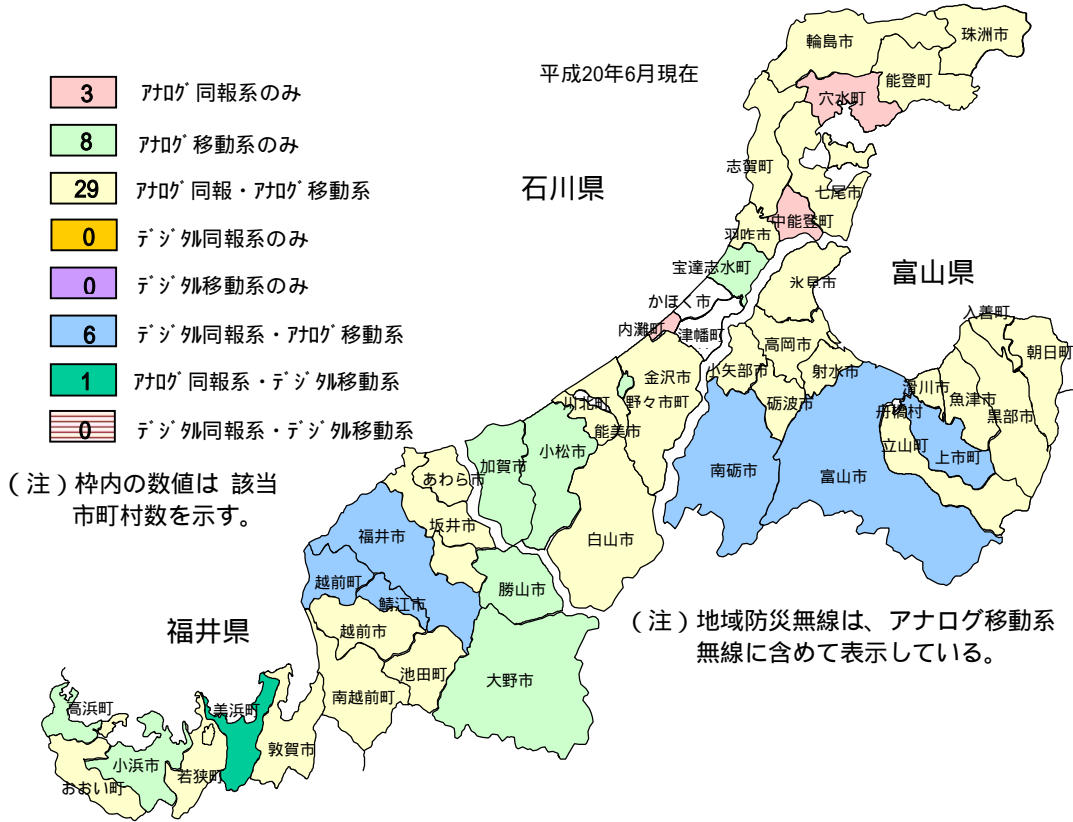 平成20年6月現在
3 アナログ同報系のみ
8 アナログ移動系のみ
29 アナログ同報・アナログ移動系
0 デジタル同報系のみ
0 デジタル移動系のみ
6 デジタル同報系・アナログ移動系
1 アナログ同報系・デジタル移動系
0 デジタル同報系・デジタル移動系
（注）枠内の数値は 該当
市町村数を示す。
石川県
輪島市
珠洲市
能登町
穴水町
志賀町
七尾市
中能登町
羽咋市
宝達志水町
かほく市
内灘町
津幡町
金沢市
野々市町
川北町
能美市
小松市
加賀市
白山市
富山県
氷見市
入善町
朝日町
高岡市
小矢部市
射水市
砺波市
滑川市
魚津市
黒部市
舟橋村
立山町
上市町
南砺市
富山市
福井県
あわら市
坂井市
福井市
勝山市
越前町
鯖江市
越前市
池田町
大野市
南越前町
敦賀市
美浜町
高浜町
小浜市
若狭町
おおい町
（注）地域防災無線は、アナログ移動系
無線に含めて表示している。